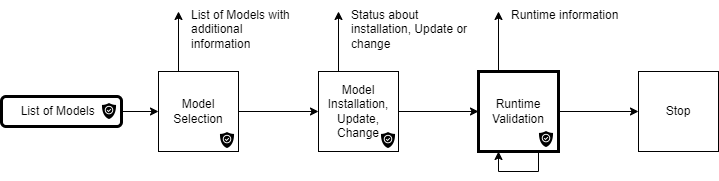 List of Models with
additional
information
Status about
installation, Update or
change
Runtime information
List of Models
Model
Selection
Model
Installation,
Update,
Change
Runtime
Validation
Stop